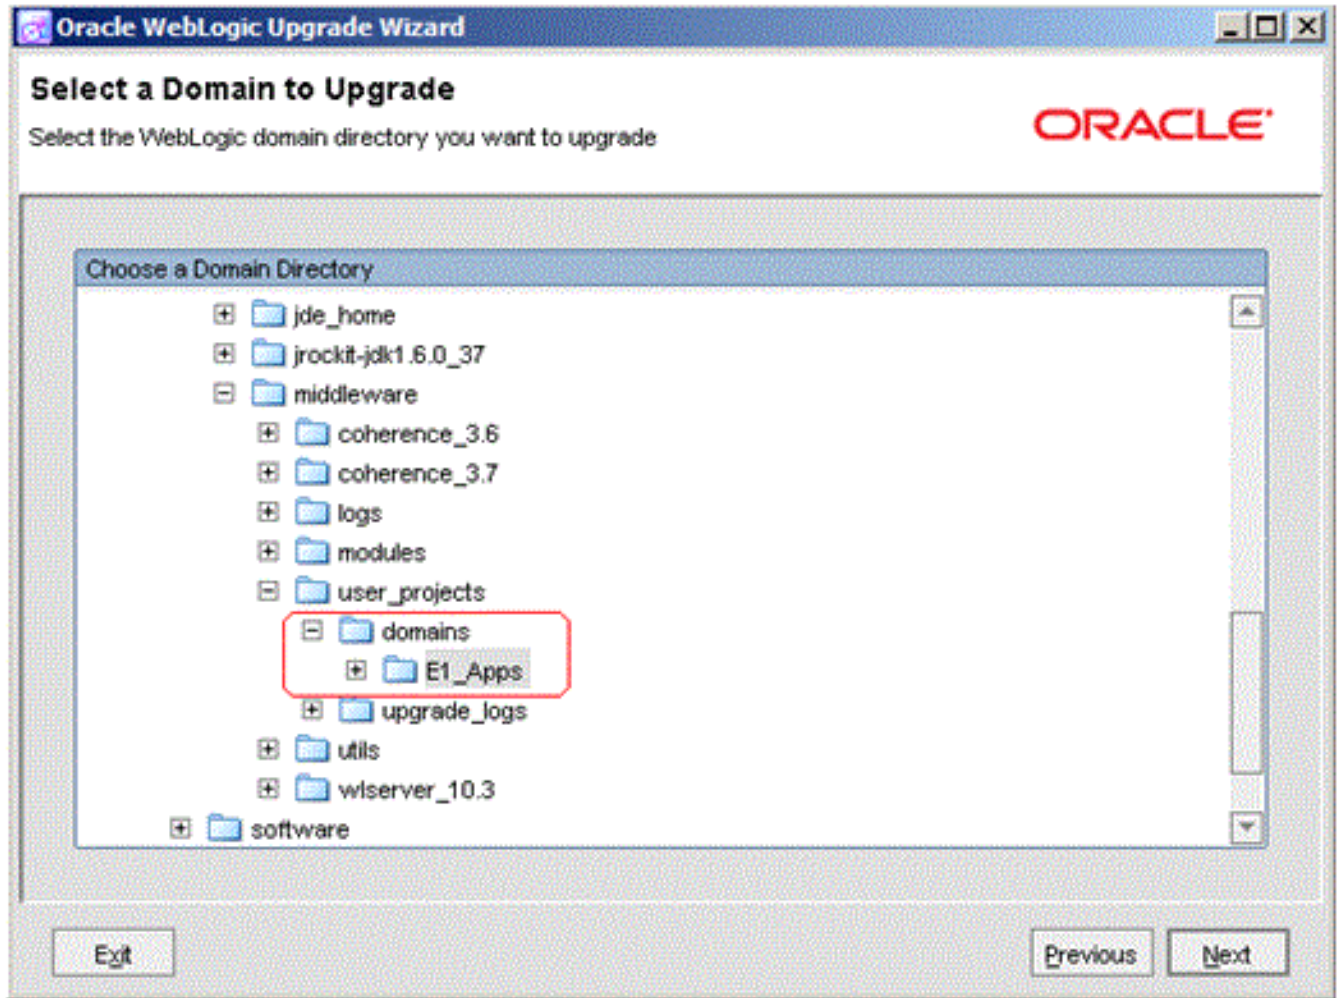 Oracle WebLogic Upgrade Wizard
Select a Domain to Upgrade
Select the WebLogic domain directory you want to upgrade
ORACLE
Choose a Domain Directory
jde_home
jrockit-jdk1.6.0_37
middleware
coherence_3.6
coherence_3.7
logs
modules
user_projects
domains
E1_Apps
upgrade_logs
utils
wlserver_10.3
software
Exit
Previous
Next